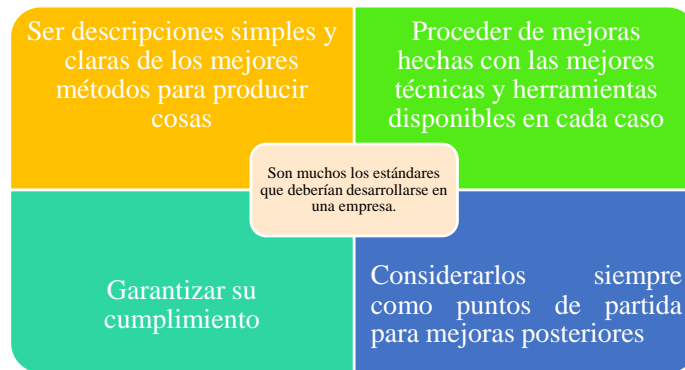 Ser descripciones simples y
claras de los mejores
métodos para producir
cosas
Proceder de mejoras
hechas con las mejores
técnicas y herramientas
disponibles en cada caso
Son muchos los estándares
que deberían desarrollarse en
una empresa.
Garantizar su
cumplimiento
Considerarlos siempre
como puntos de partida
para mejoras posteriores